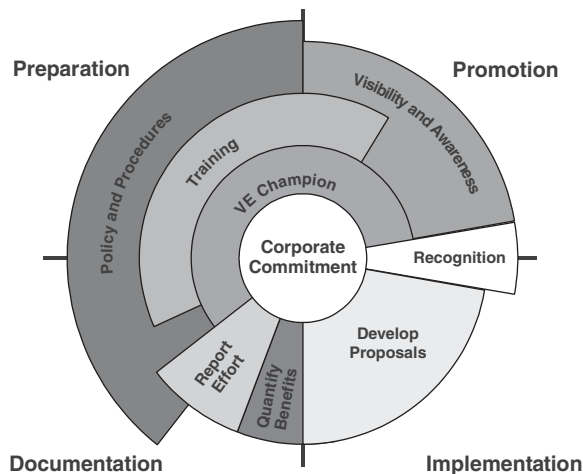 Preparation
Promotion
Policy and Procedures
Training
VE Champion
Visibility and Awareness
Corporate
Commitment
Recognition
Develop
Proposals
Report
Effort
Quantify
Benefits
Documentation
Implementation